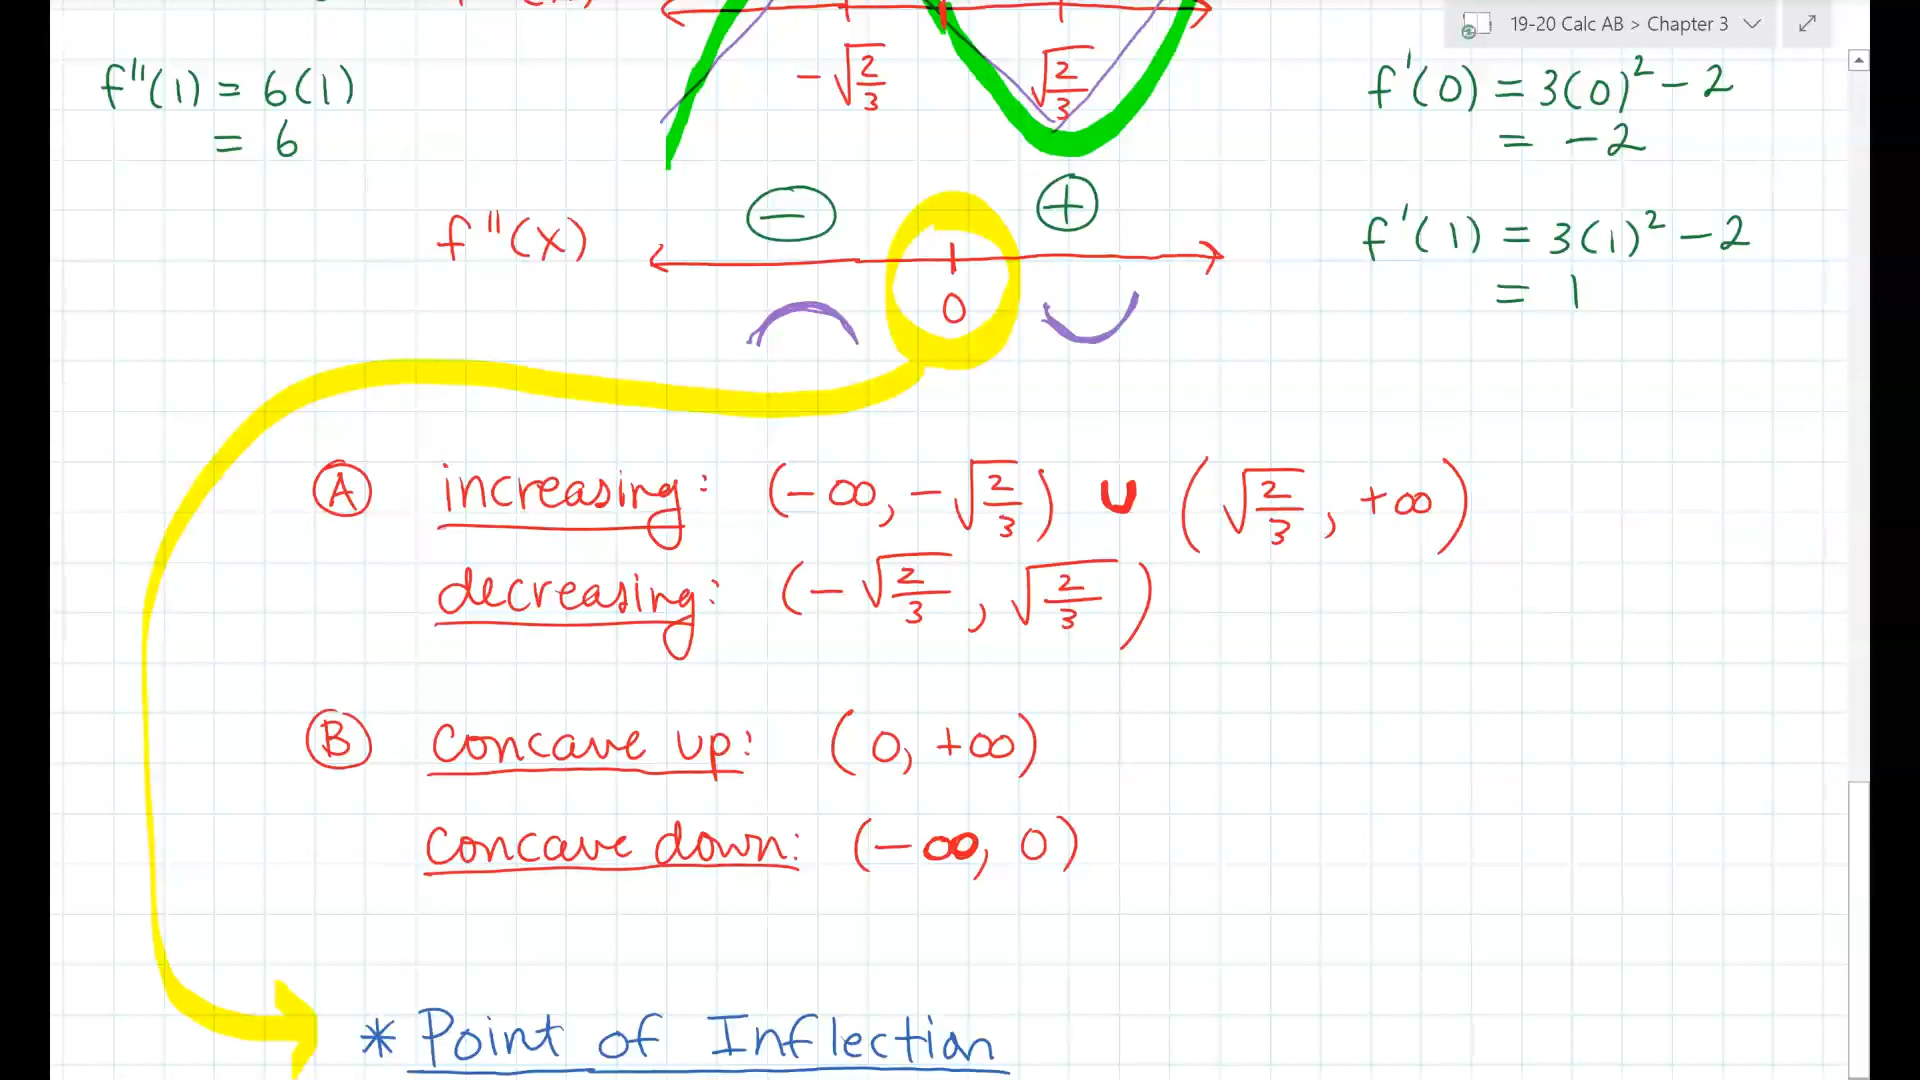 19-20 Calc AB > Chapter 3
-√(2/3) √(2/3)
f''(1) = 6(1)
= 6
f'(0) = 3(0)² - 2
= -2
f''(x) − + 0
f'(1) = 3(1)² - 2
= 1
Ⓐ increasing: (-∞, -√(2/3)) ∪ (√(2/3), +∞)
decreasing: (-√(2/3), √(2/3))
Ⓑ concave up: (0, +∞)
concave down: (-∞, 0)
* Point of Inflection